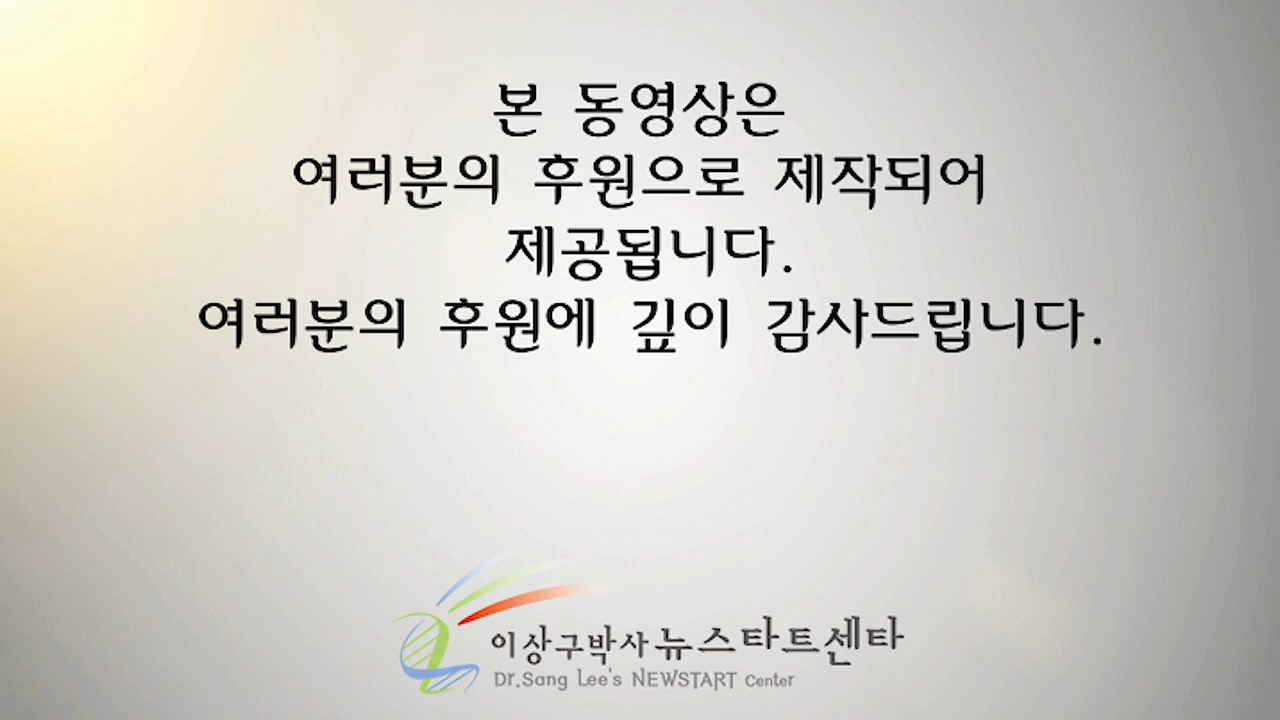 본 동영상은
여러분의 후원으로 제작되어
제공됩니다.
여러분의 후원에 깊이 감사드립니다.
이상구박사 뉴스타트센타
Dr.Sang Lee's NEWSTART Center